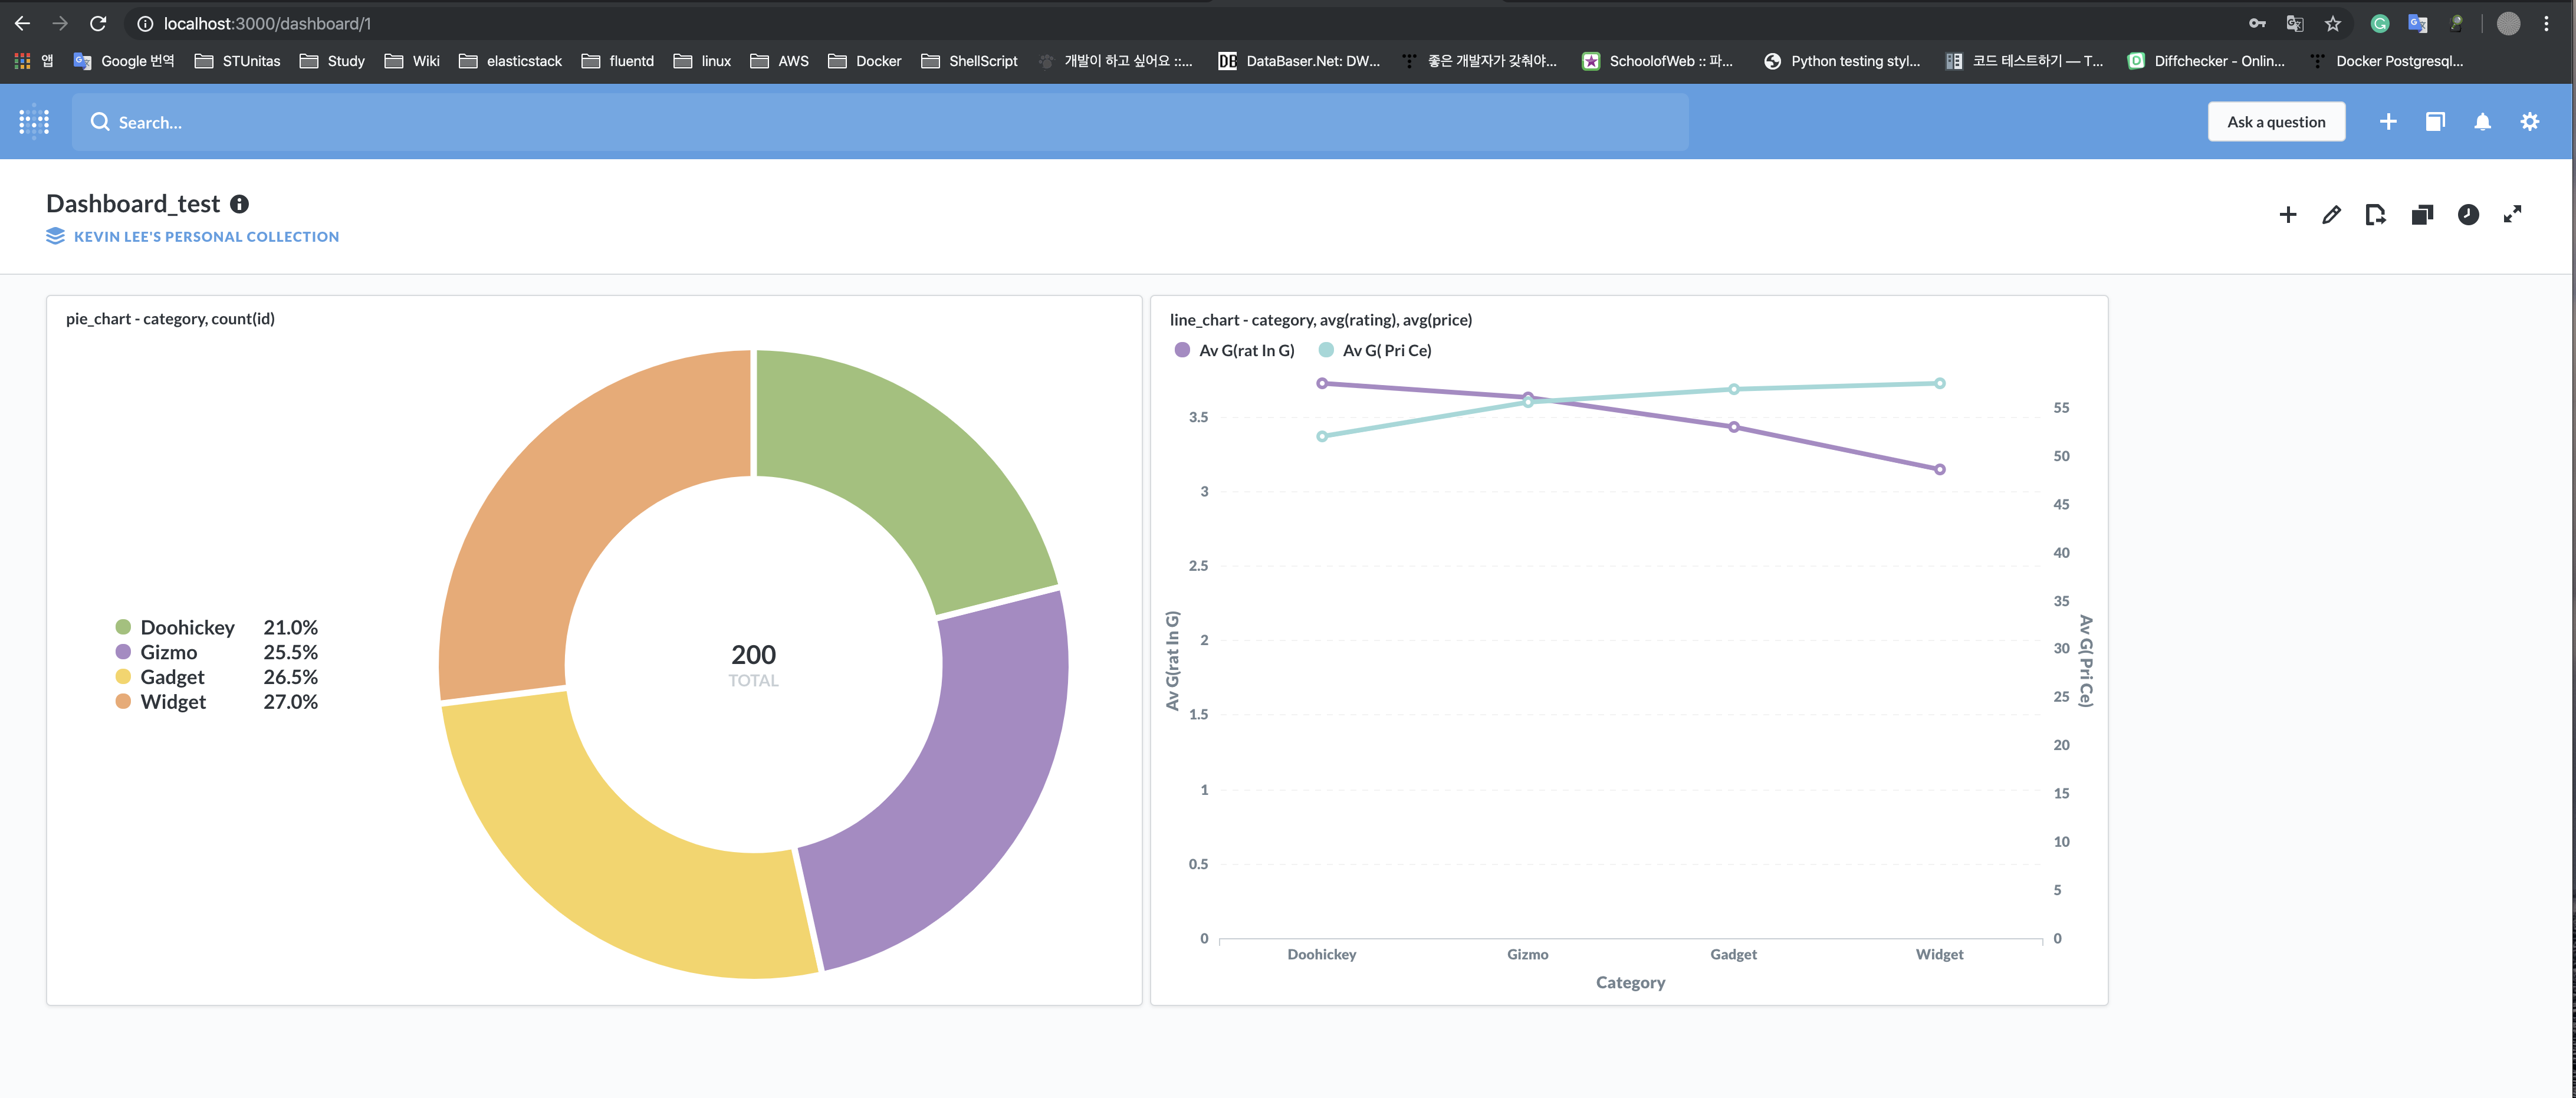 localhost:3000/dashboard/1
앱 Google 번역 STUnitas Study Wiki elasticstack fluentd linux AWS Docker ShellScript 개발이 하고 싶어요 ::... DB DataBaser.Net: DW... 좋은 개발자가 갖춰야... SchoolofWeb :: 파... Python testing styl... 코드 테스트하기 — T... Diffchecker - Onlin... Docker Postgresql...
Search...
Ask a question
Dashboard_test
KEVIN LEE'S PERSONAL COLLECTION
pie_chart - category, count(id)
Doohickey 21.0%
Gizmo 25.5%
Gadget 26.5%
Widget 27.0%
200
TOTAL
line_chart - category, avg(rating), avg(price)
Av G(rat In G) Av G( Pri Ce)
Av G(rat In G)
3.5
3
2.5
2
1.5
1
0.5
0
55
50
45
40
35
30
25
20
15
10
5
0
Av G( Pri Ce)
Doohickey Gizmo Gadget Widget
Category